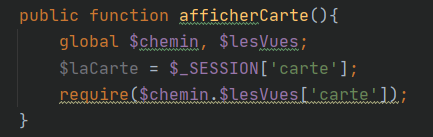 public function afficherCarte(){
global $chemin, $lesVues;
$laCarte = $_SESSION['carte'];
require($chemin.$lesVues['carte']);
}